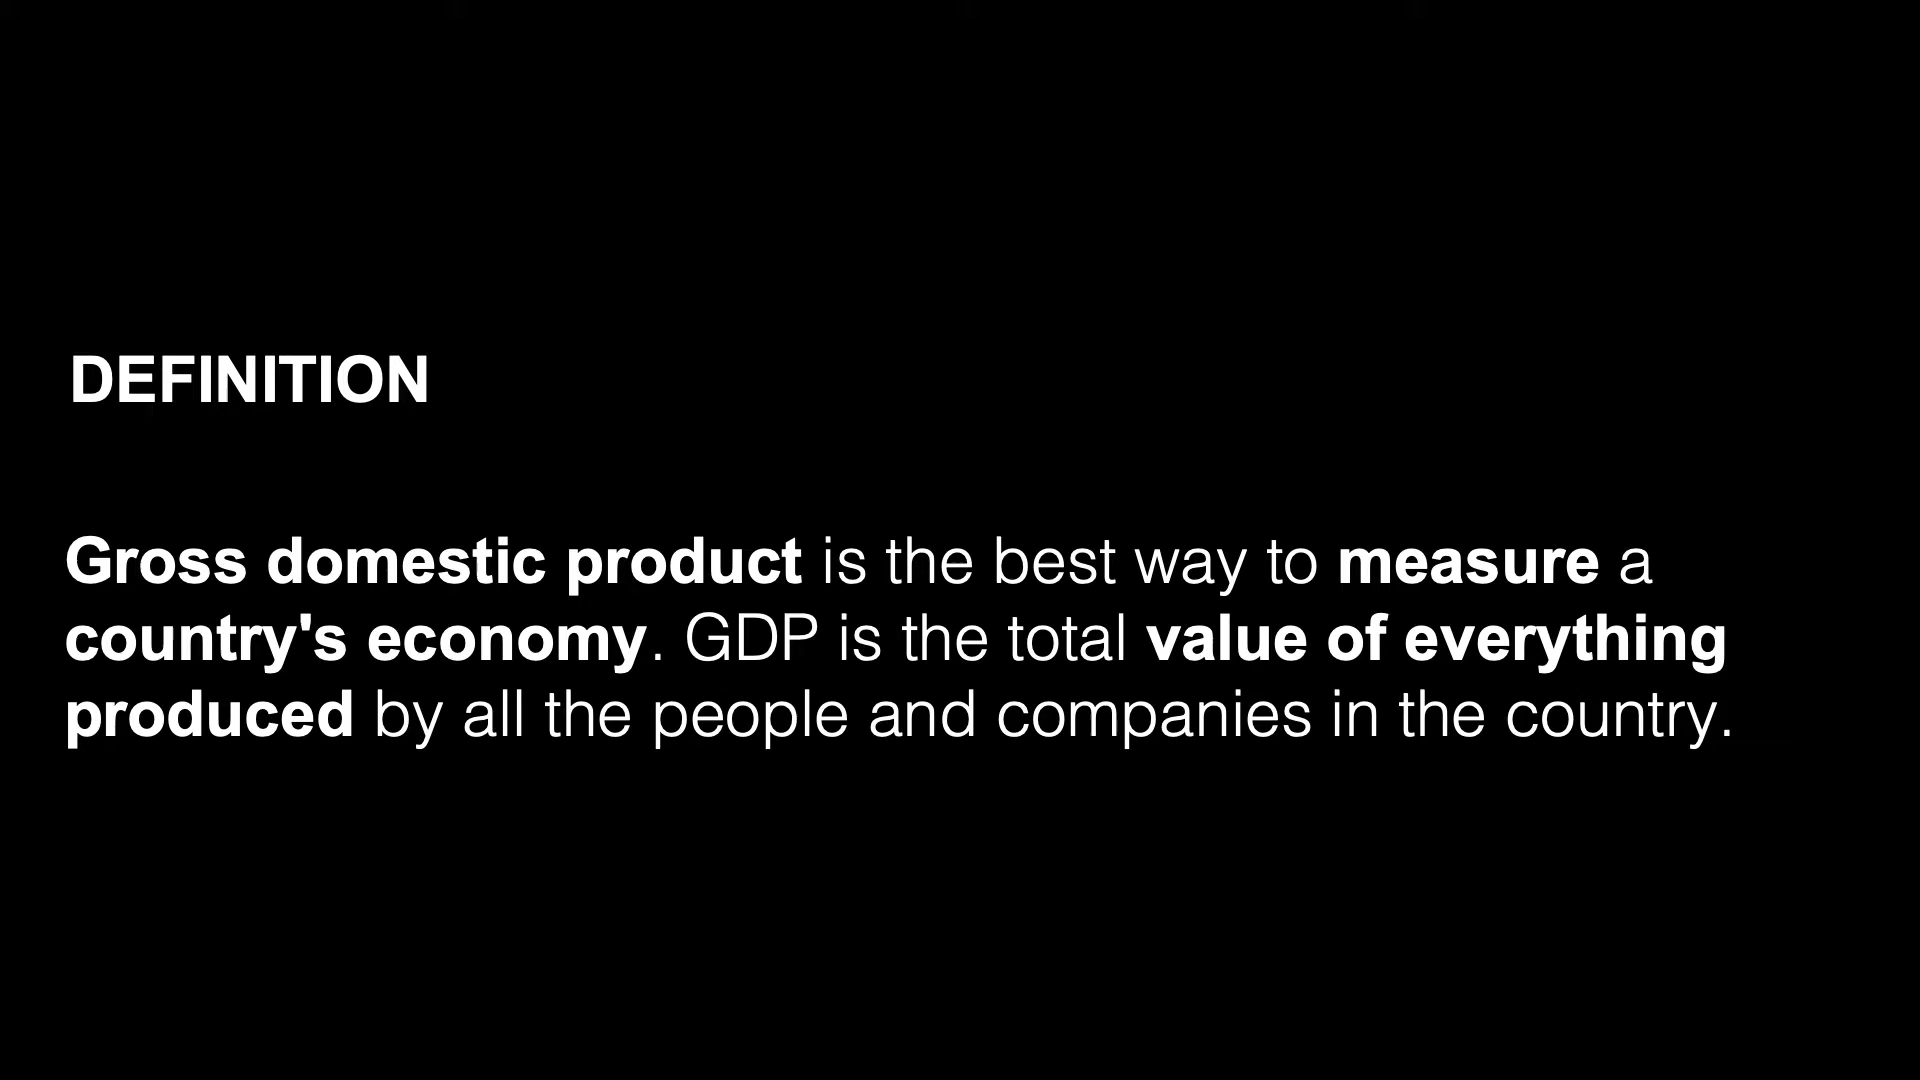 DEFINITION
Gross domestic product is the best way to measure a
country's economy. GDP is the total value of everything
produced by all the people and companies in the country.